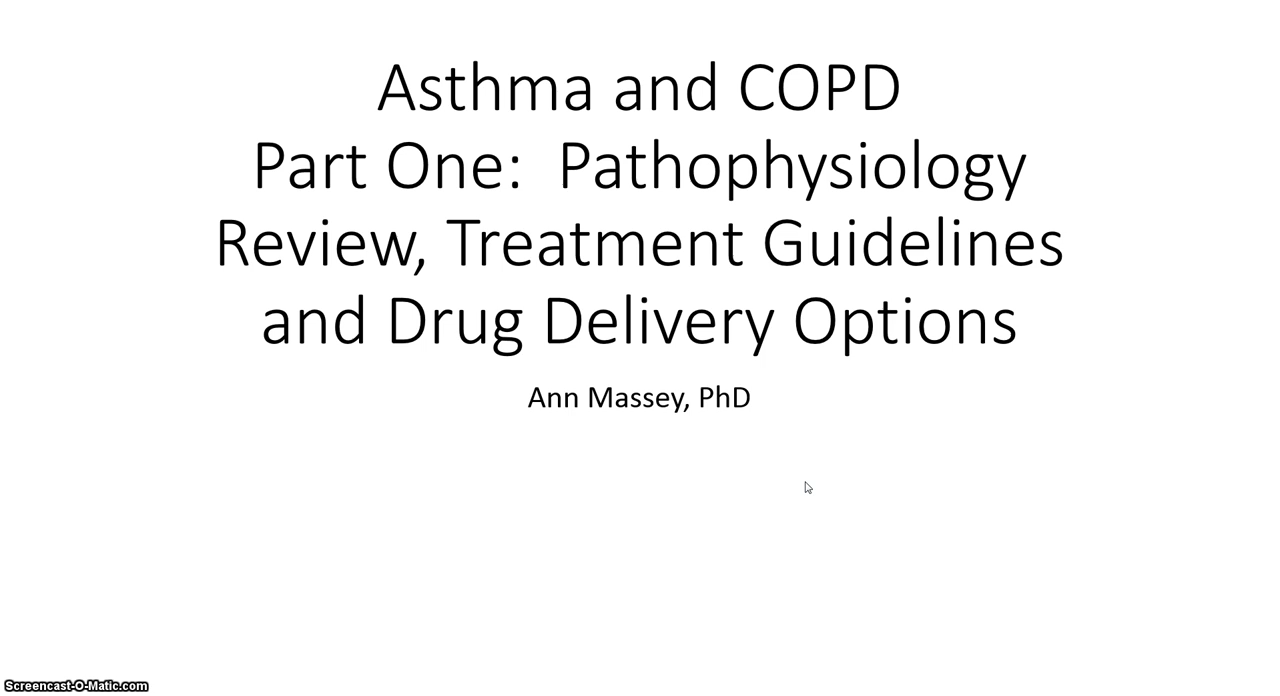 Asthma and COPD
Part One:  Pathophysiology
Review, Treatment Guidelines
and Drug Delivery Options
Ann Massey, PhD
Screencast-O-Matic.com